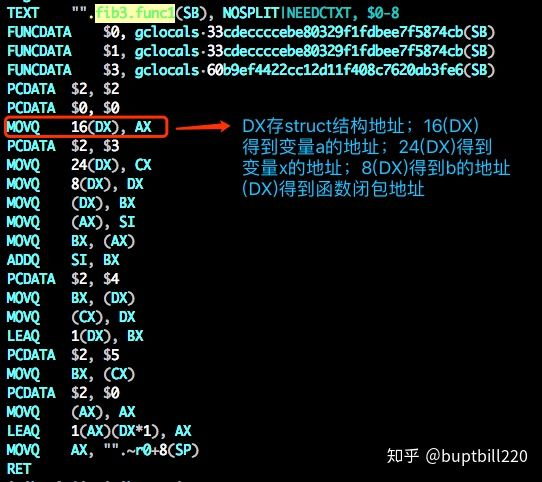 TEXT "".fib3.func1(SB), NOSPLIT|NEEDCTXT, $0-8
FUNCDATA $0, gclocals·33cdeccccebe80329f1fdbee7f5874cb(SB)
FUNCDATA $1, gclocals·33cdeccccebe80329f1fdbee7f5874cb(SB)
FUNCDATA $3, gclocals·60b9ef4422cc12d11f408c7620ab3fe6(SB)
PCDATA $2, $2
PCDATA $0, $0
MOVQ 16(DX), AX
PCDATA $2, $3
MOVQ 24(DX), CX
MOVQ 8(DX), DX
MOVQ (DX), BX
MOVQ (AX), SI
MOVQ BX, (AX)
ADDQ SI, BX
PCDATA $2, $4
MOVQ BX, (DX)
MOVQ (CX), DX
LEAQ 1(DX), BX
PCDATA $2, $5
MOVQ BX, (CX)
PCDATA $2, $0
MOVQ (AX), AX
LEAQ 1(AX)(DX*1), AX
MOVQ AX, "".~r0+8(SP)
RET
DX存struct结构地址；16(DX)
得到变量a的地址；24(DX)得到
变量x的地址；8(DX)得到b的地址
(DX)得到函数闭包地址
知乎 @buptbill220